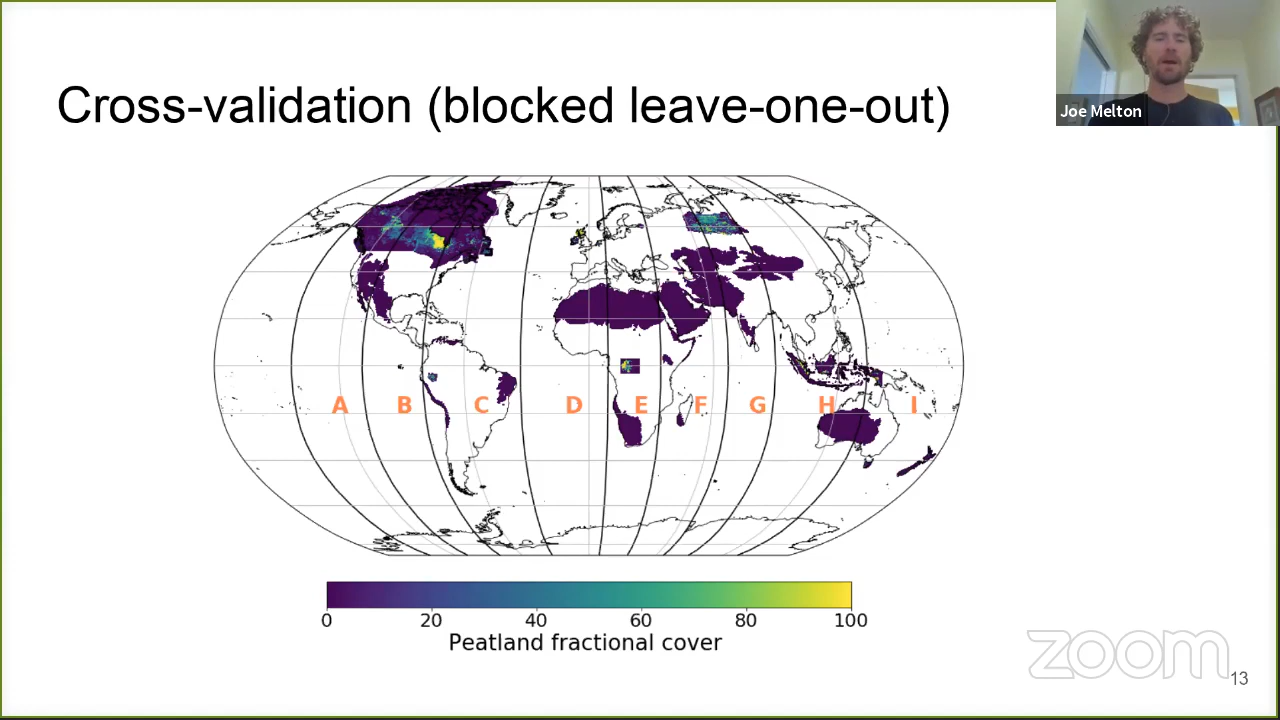 Cross-validation (blocked leave-one-out)
Joe Melton
A B C D E F G H I
0 20 40 60 80 100
Peatland fractional cover
zoom
13